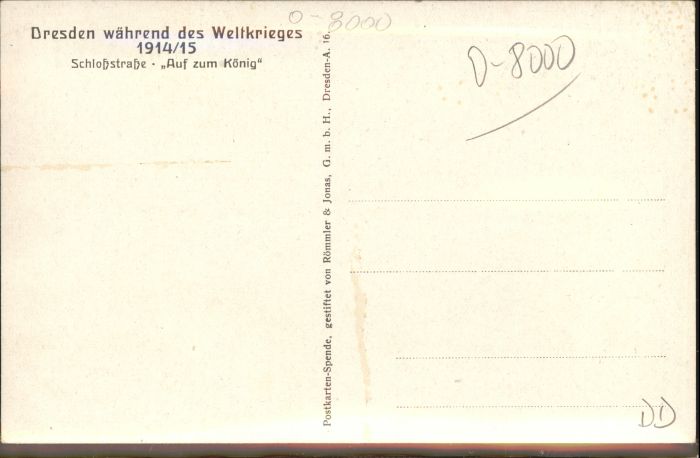 O-8000
Dresden während des Weltkrieges
1914/15
Schloßstraße · „Auf zum König“
O-8000
Postkarten-Spende, gestiftet von Römmler & Jonas, G. m. b. H., Dresden-A. 16.
DD